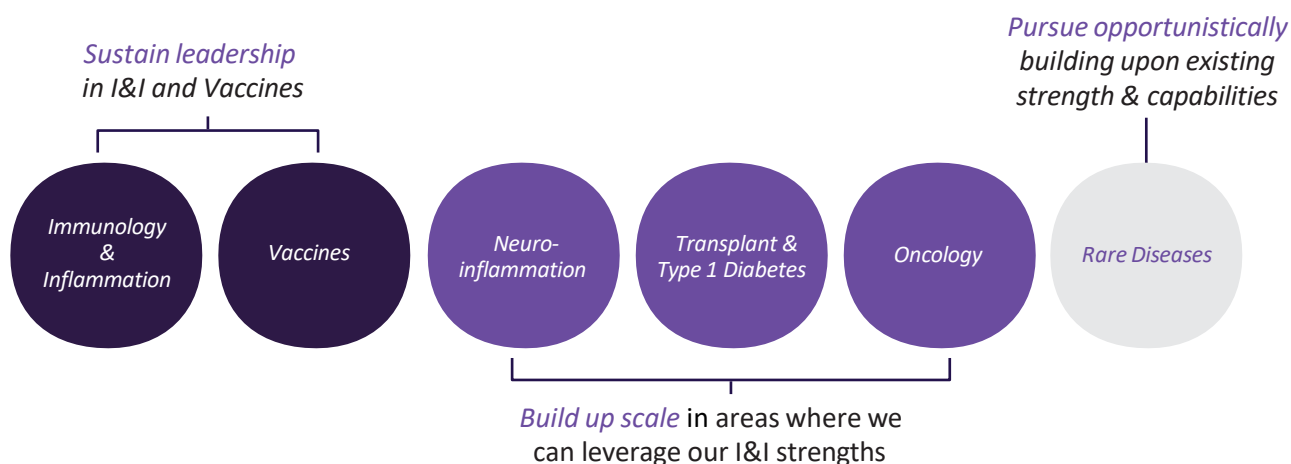 Sustain leadership
in I&I and Vaccines
Pursue opportunistically
building upon existing
strength & capabilities
Immunology
&
Inflammation
Vaccines
Neuro-
inflammation
Transplant &
Type 1 Diabetes
Oncology
Rare Diseases
Build up scale in areas where we
can leverage our I&I strengths